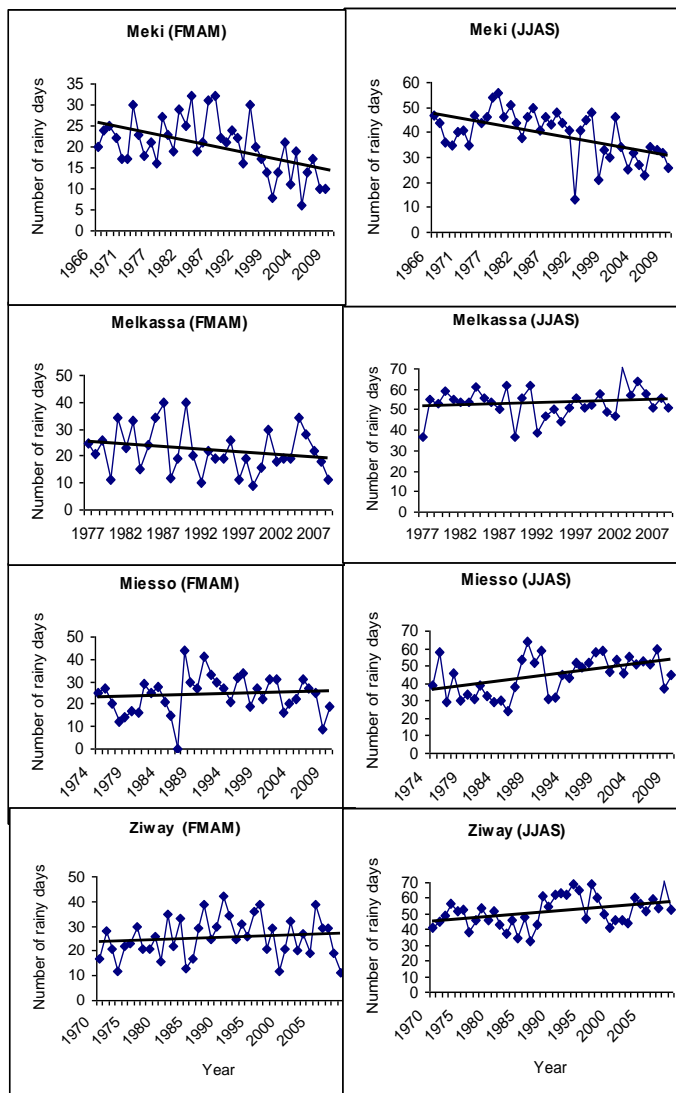 Meki (FMAM)
Number of rainy days
35
30
25
20
15
10
5
0
1966 1971 1977 1982 1987 1992 1999 2004 2009
Meki (JJAS)
Number of rainy days
60
50
40
30
20
10
0
1966 1971 1977 1982 1987 1992 1999 2004 2009
Melkassa (FMAM)
Number of rainy days
50
40
30
20
10
0
1977 1982 1987 1992 1997 2002 2007
Melkassa (JJAS)
Number of rainy days
70
60
50
40
30
20
10
0
1977 1982 1987 1992 1997 2002 2007
Miesso (FMAM)
Number of rainy days
50
40
30
20
10
0
1974 1979 1984 1989 1994 1999 2004 2009
Miesso (JJAS)
Number of rainy days
70
60
50
40
30
20
10
0
1974 1979 1984 1989 1994 1999 2004 2009
Ziway (FMAM)
Number of rainy days
50
40
30
20
10
0
1970 1975 1980 1985 1990 1995 2000 2005
Year
Ziway (JJAS)
Number of rainy days
70
60
50
40
30
20
10
0
1970 1975 1980 1985 1990 1995 2000 2005
Year